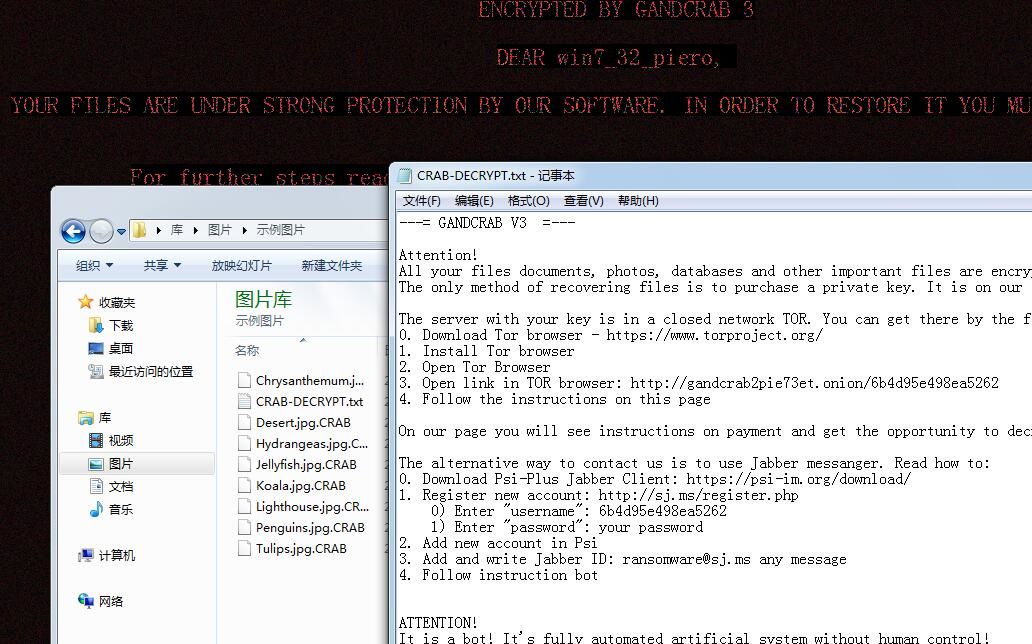 ENCRYPTED BY GANDCRAB 3
DEAR win7_32_piero,
YOUR FILES ARE UNDER STRONG PROTECTION BY OUR SOFTWARE. IN ORDER TO RESTORE IT YOU MU
For further steps read
库 图片 示例图片
组织 共享 放映幻灯片 新建文件夹
收藏夹
下载
桌面
最近访问的位置
库
视频
图片
文档
音乐
计算机
网络
图片库
示例图片
名称
Chrysanthemum.j...
CRAB-DECRYPT.txt
Desert.jpg.CRAB
Hydrangeas.jpg.C...
Jellyfish.jpg.CRAB
Koala.jpg.CRAB
Lighthouse.jpg.CR...
Penguins.jpg.CRAB
Tulips.jpg.CRAB
CRAB-DECRYPT.txt - 记事本
文件(F) 编辑(E) 格式(O) 查看(V) 帮助(H)
---= GANDCRAB V3 =---
Attention!
All your files documents, photos, databases and other important files are encry
The only method of recovering files is to purchase a private key. It is on our
The server with your key is in a closed network TOR. You can get there by the f
0. Download Tor browser - https://www.torproject.org/
1. Install Tor browser
2. Open Tor Browser
3. Open link in TOR browser: http://gandcrab2pie73et.onion/6b4d95e498ea5262
4. Follow the instructions on this page
On our page you will see instructions on payment and get the opportunity to dec
The alternative way to contact us is to use Jabber messanger. Read how to:
0. Download Psi-Plus Jabber Client: https://psi-im.org/download/
1. Register new account: http://sj.ms/register.php
0) Enter "username": 6b4d95e498ea5262
1) Enter "password": your password
2. Add new account in Psi
3. Add and write Jabber ID: ransomware@sj.ms any message
4. Follow instruction bot
ATTENTION!
It is a bot! It's fully automated artificial system without human control!